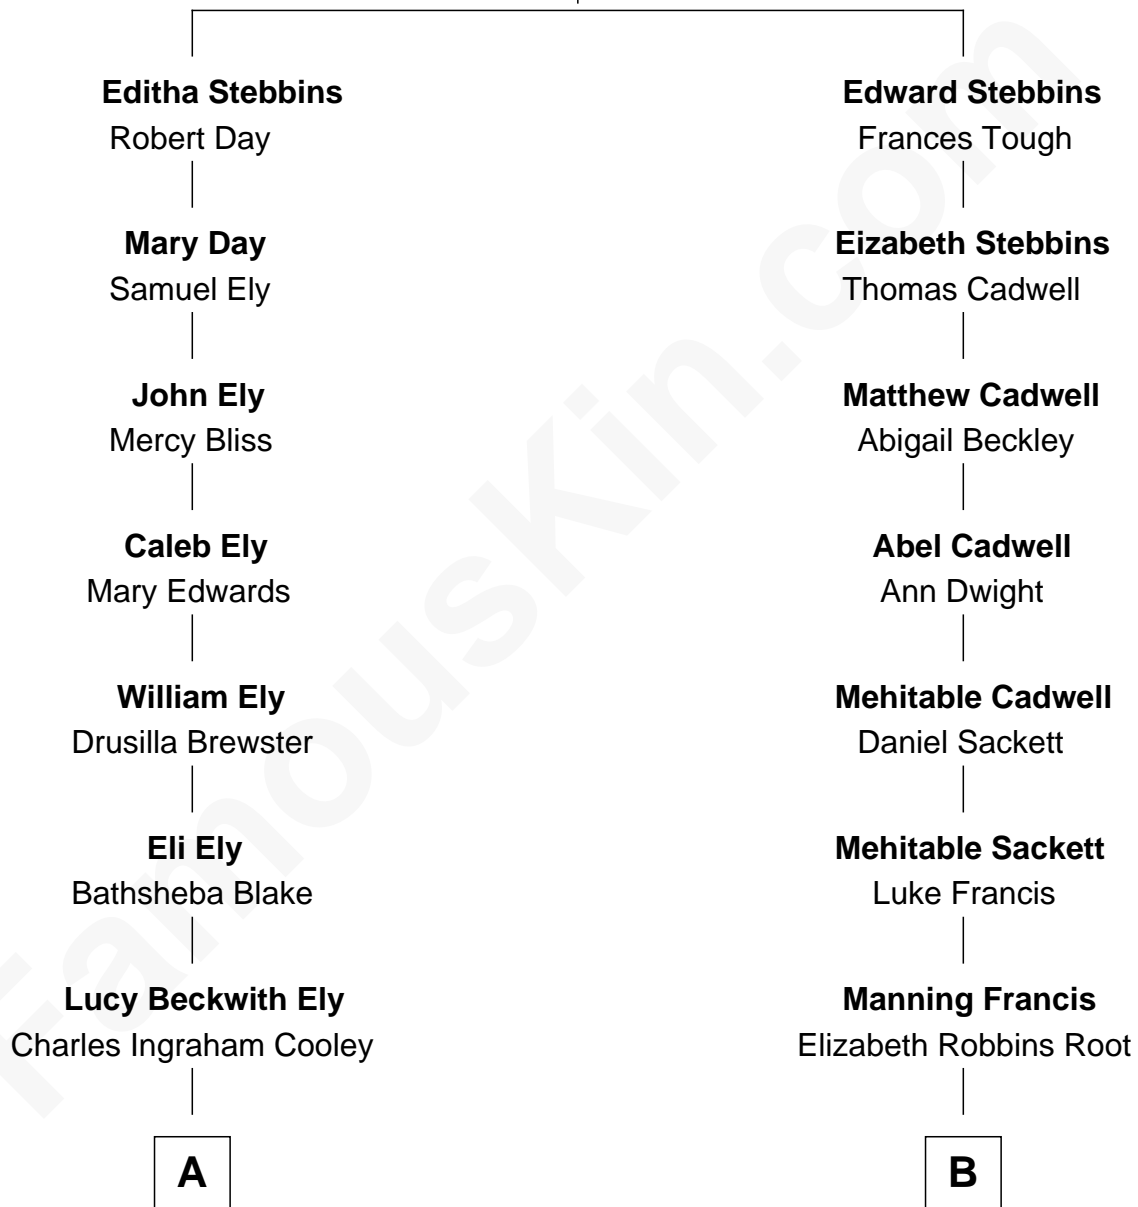 Editha Stebbins
Robert Day
Edward Stebbins
Frances Tough
Mary Day
Samuel Ely
Eizabeth Stebbins
Thomas Cadwell
John Ely
Mercy Bliss
Matthew Cadwell
Abigail Beckley
Caleb Ely
Mary Edwards
Abel Cadwell
Ann Dwight
William Ely
Drusilla Brewster
Mehitable Cadwell
Daniel Sackett
Eli Ely
Bathsheba Blake
Mehitable Sackett
Luke Francis
Lucy Beckwith Ely
Charles Ingraham Cooley
Manning Francis
Elizabeth Robbins Root
A
B
FamousKin.com